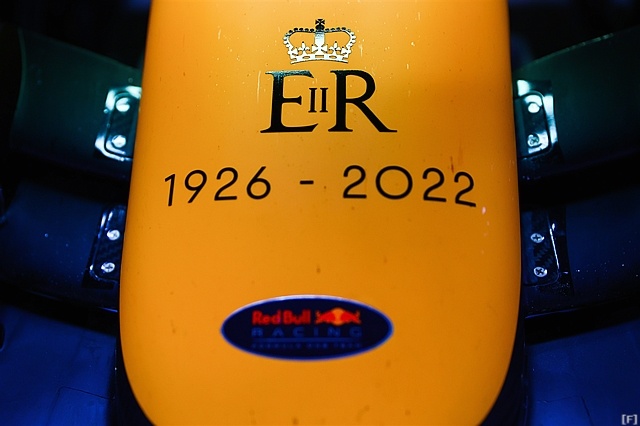 EIIR
1926 - 2022
Red Bull
RACING
[F]